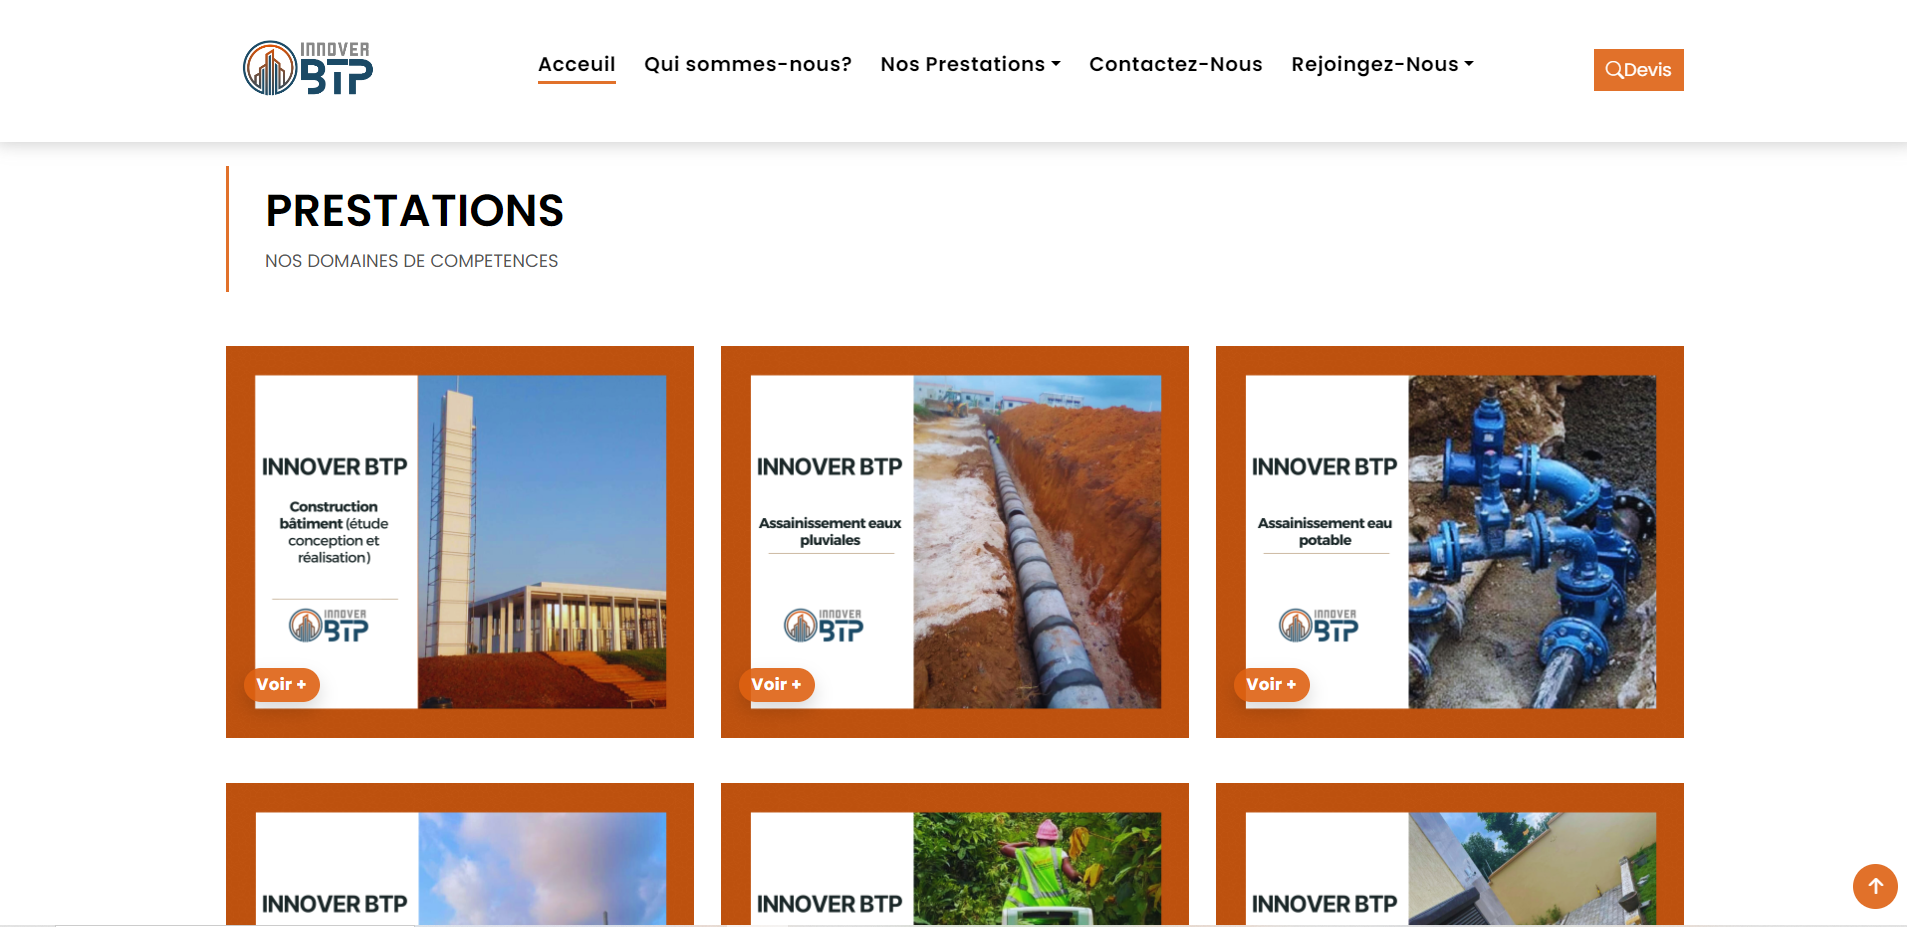 INNOVER
BTP
Acceuil
Qui sommes-nous?
Nos Prestations
Contactez-Nous
Rejoingez-Nous
Devis
PRESTATIONS
NOS DOMAINES DE COMPETENCES
INNOVER BTP
Construction
bâtiment (étude
conception et
réalisation)
INNOVER
BTP
Voir +
INNOVER BTP
Assainissement eaux
pluviales
INNOVER
BTP
Voir +
INNOVER BTP
Assainissement eau
potable
INNOVER
BTP
Voir +
INNOVER BTP
INNOVER BTP
INNOVER BTP